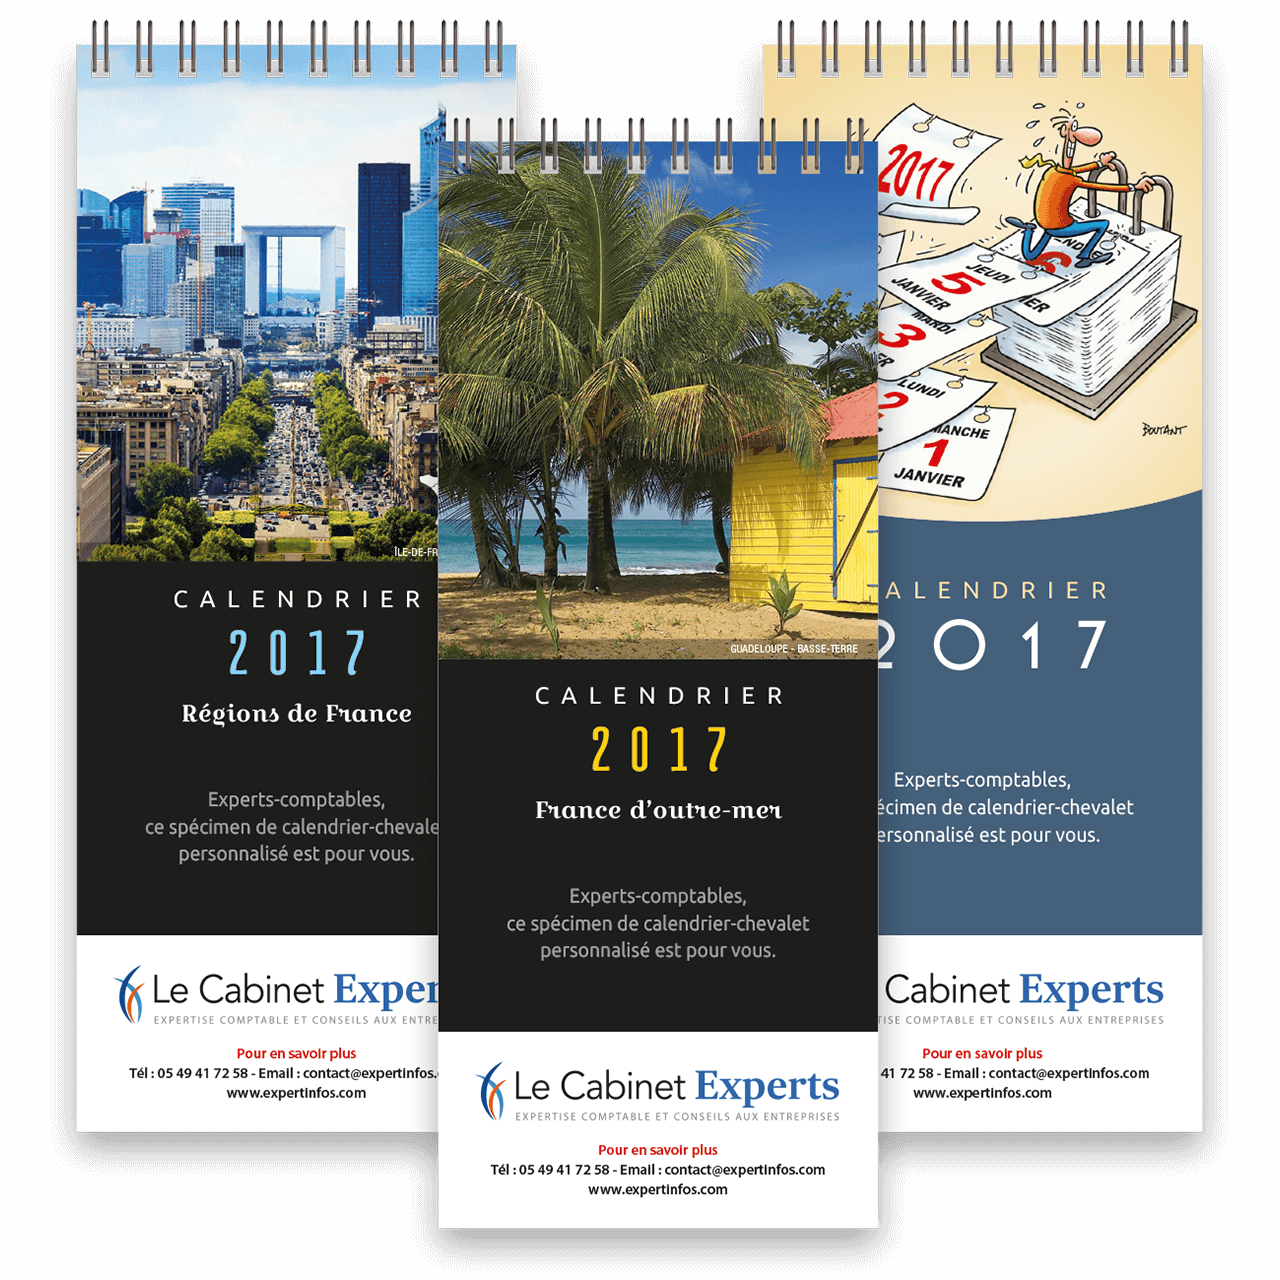 ÎLE-DE-FR
CALENDRIER
2017
Régions de France
Experts-comptables,
ce spécimen de calendrier-chevale
personnalisé est pour vous.
Le Cabinet Exper
EXPERTISE COMPTABLE ET CONSEILS AUX ENTRE
Pour en savoir plus
Tél : 05 49 41 72 58 - Email : contact@expertinfos.
www.expertinfos.com
GUADELOUPE - BASSE-TERRE
CALENDRIER
2017
France d'outre-mer
Experts-comptables,
ce spécimen de calendrier-chevalet
personnalisé est pour vous.
Le Cabinet Experts
EXPERTISE COMPTABLE ET CONSEILS AUX ENTREPRISES
Pour en savoir plus
Tél : 05 49 41 72 58 - Email : contact@expertinfos.com
www.expertinfos.com
2017
6
JEUDI
5
JANVIER
MARDI
3
LUNDI
2
MANCHE
1
JANVIER
BOUTANT
ALENDRIER
2017
Experts-comptables,
écimen de calendrier-chevalet
ersonnalisé est pour vous.
Cabinet Experts
TISE COMPTABLE ET CONSEILS AUX ENTREPRISES
Pour en savoir plus
41 72 58 - Email : contact@expertinfos.com
www.expertinfos.com